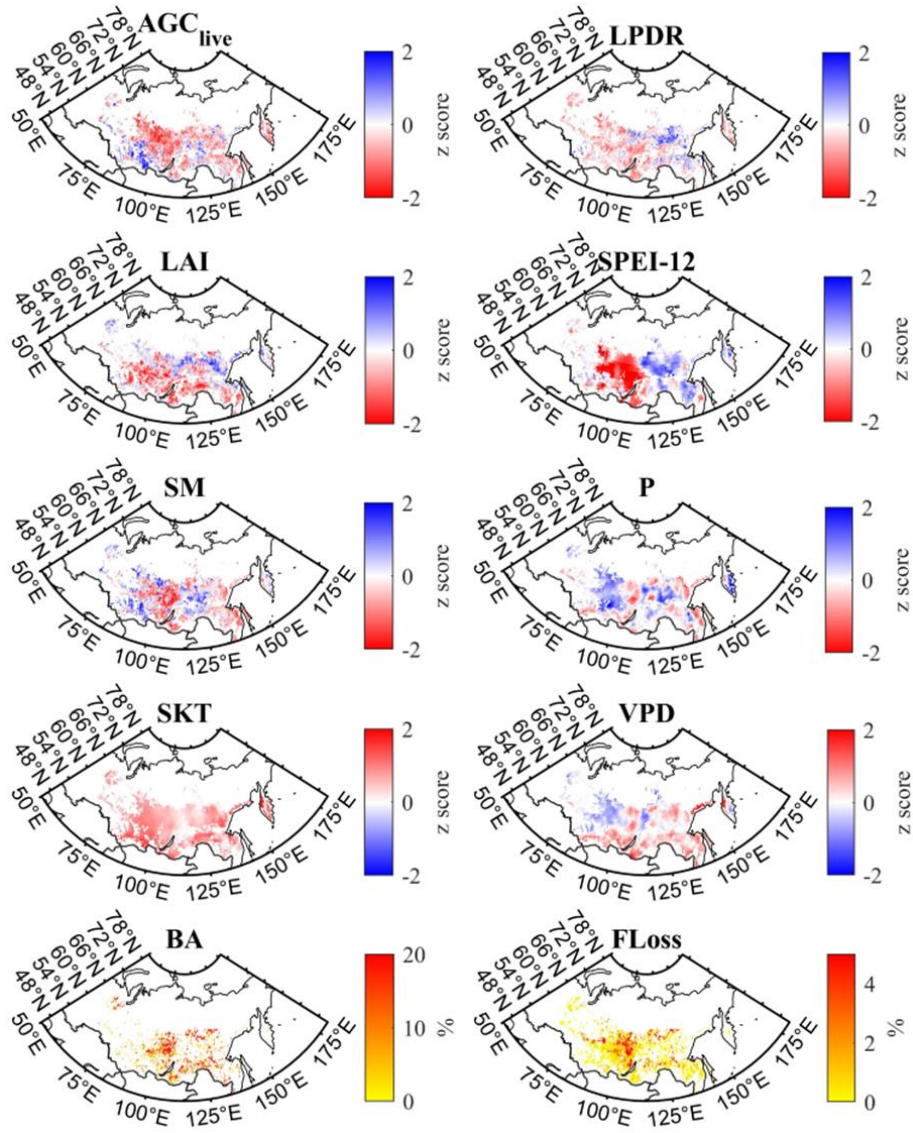 AGC_live
78°N
72°N
66°N
60°N
54°N
48°N
50°E
75°E
100°E
125°E
150°E
175°E
2
0
-2
z score
LPDR
78°N
72°N
66°N
60°N
54°N
48°N
50°E
75°E
100°E
125°E
150°E
175°E
2
0
-2
z score
LAI
78°N
72°N
66°N
60°N
54°N
48°N
50°E
75°E
100°E
125°E
150°E
175°E
2
0
-2
z score
SPEI-12
78°N
72°N
66°N
60°N
54°N
48°N
50°E
75°E
100°E
125°E
150°E
175°E
2
0
-2
z score
SM
78°N
72°N
66°N
60°N
54°N
48°N
50°E
75°E
100°E
125°E
150°E
175°E
2
0
-2
z score
P
78°N
72°N
66°N
60°N
54°N
48°N
50°E
75°E
100°E
125°E
150°E
175°E
2
0
-2
z score
SKT
78°N
72°N
66°N
60°N
54°N
48°N
50°E
75°E
100°E
125°E
150°E
175°E
2
0
-2
z score
VPD
78°N
72°N
66°N
60°N
54°N
48°N
50°E
75°E
100°E
125°E
150°E
175°E
2
0
-2
z score
BA
78°N
72°N
66°N
60°N
54°N
48°N
50°E
75°E
100°E
125°E
150°E
175°E
20
10
0
%
FLoss
78°N
72°N
66°N
60°N
54°N
48°N
50°E
75°E
100°E
125°E
150°E
175°E
4
2
0
%